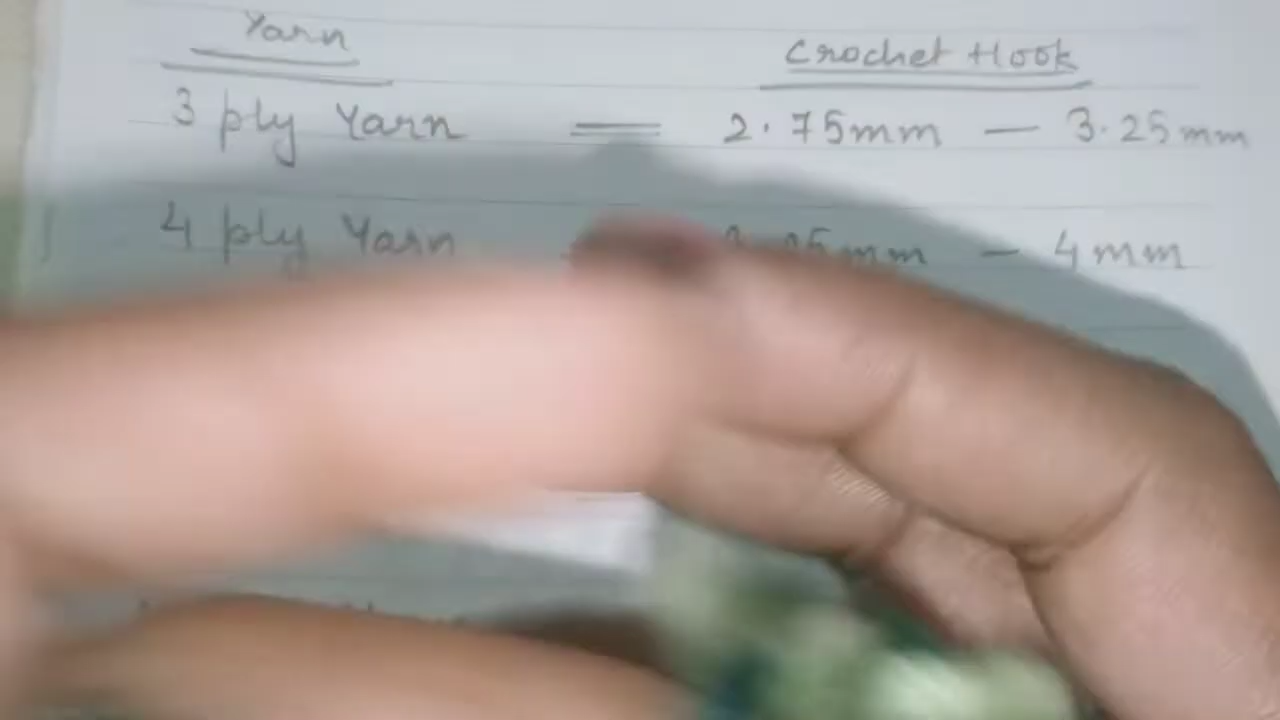 Yarn Crochet Hook
3 ply Yarn = 2.75mm — 3.25mm
4 ply Yarn — 4mm